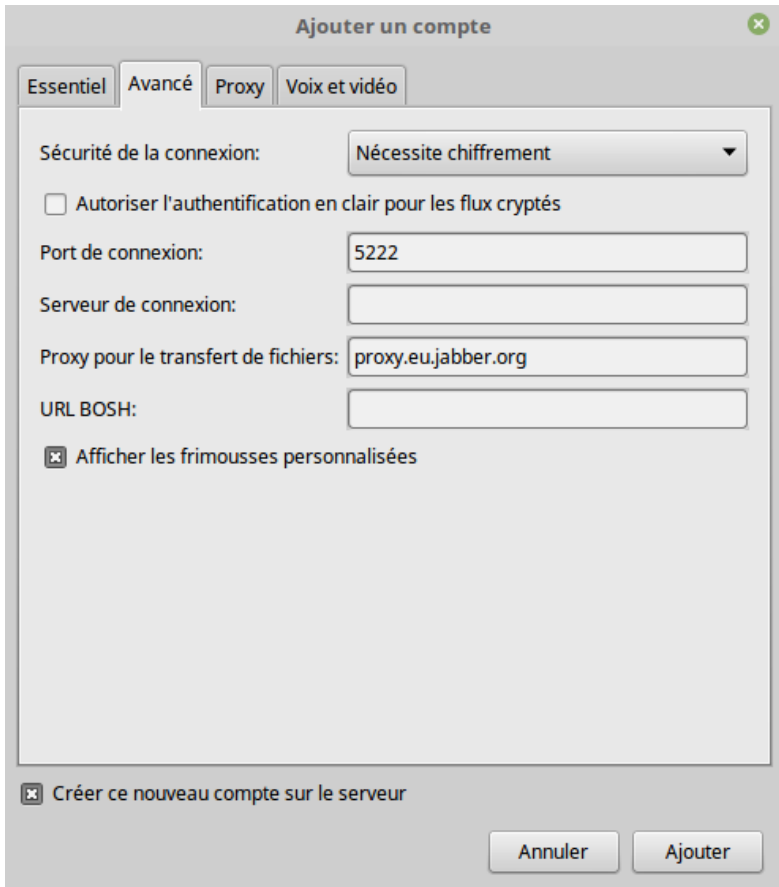 Ajouter un compte
Essentiel Avancé Proxy Voix et vidéo
Sécurité de la connexion: Nécessite chiffrement
Autoriser l'authentification en clair pour les flux cryptés
Port de connexion: 5222
Serveur de connexion:
Proxy pour le transfert de fichiers: proxy.eu.jabber.org
URL BOSH:
Afficher les frimousses personnalisées
Créer ce nouveau compte sur le serveur
Annuler Ajouter